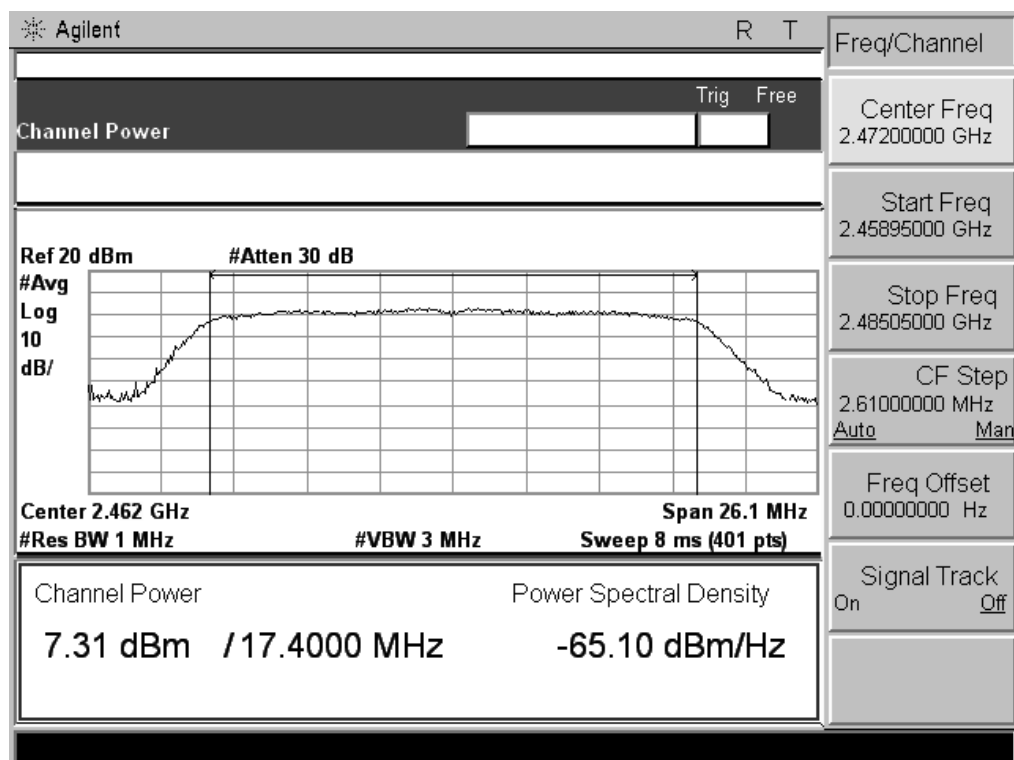 Agilent R T
Freq/Channel
Trig Free
Channel Power
Center Freq
2.47200000 GHz
Start Freq
2.45895000 GHz
Ref 20 dBm #Atten 30 dB
#Avg
Log
10
dB/
Stop Freq
2.48505000 GHz
CF Step
2.61000000 MHz
Auto Man
Freq Offset
0.00000000 Hz
Center 2.462 GHz Span 26.1 MHz
#Res BW 1 MHz #VBW 3 MHz Sweep 8 ms (401 pts)
Signal Track
On Off
Channel Power Power Spectral Density
7.31 dBm / 17.4000 MHz -65.10 dBm/Hz